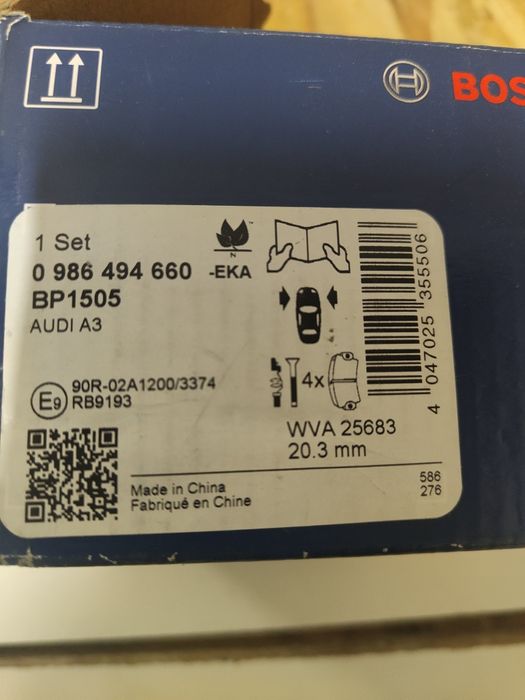 BOS
1 Set
0 986 494 660 -EKA
BP1505
AUDI A3
N
E9
90R-02A1200/3374
RB9193
4x
WVA 25683
20.3 mm
4 047025 355506
Made in China
Fabriqué en Chine
586
276